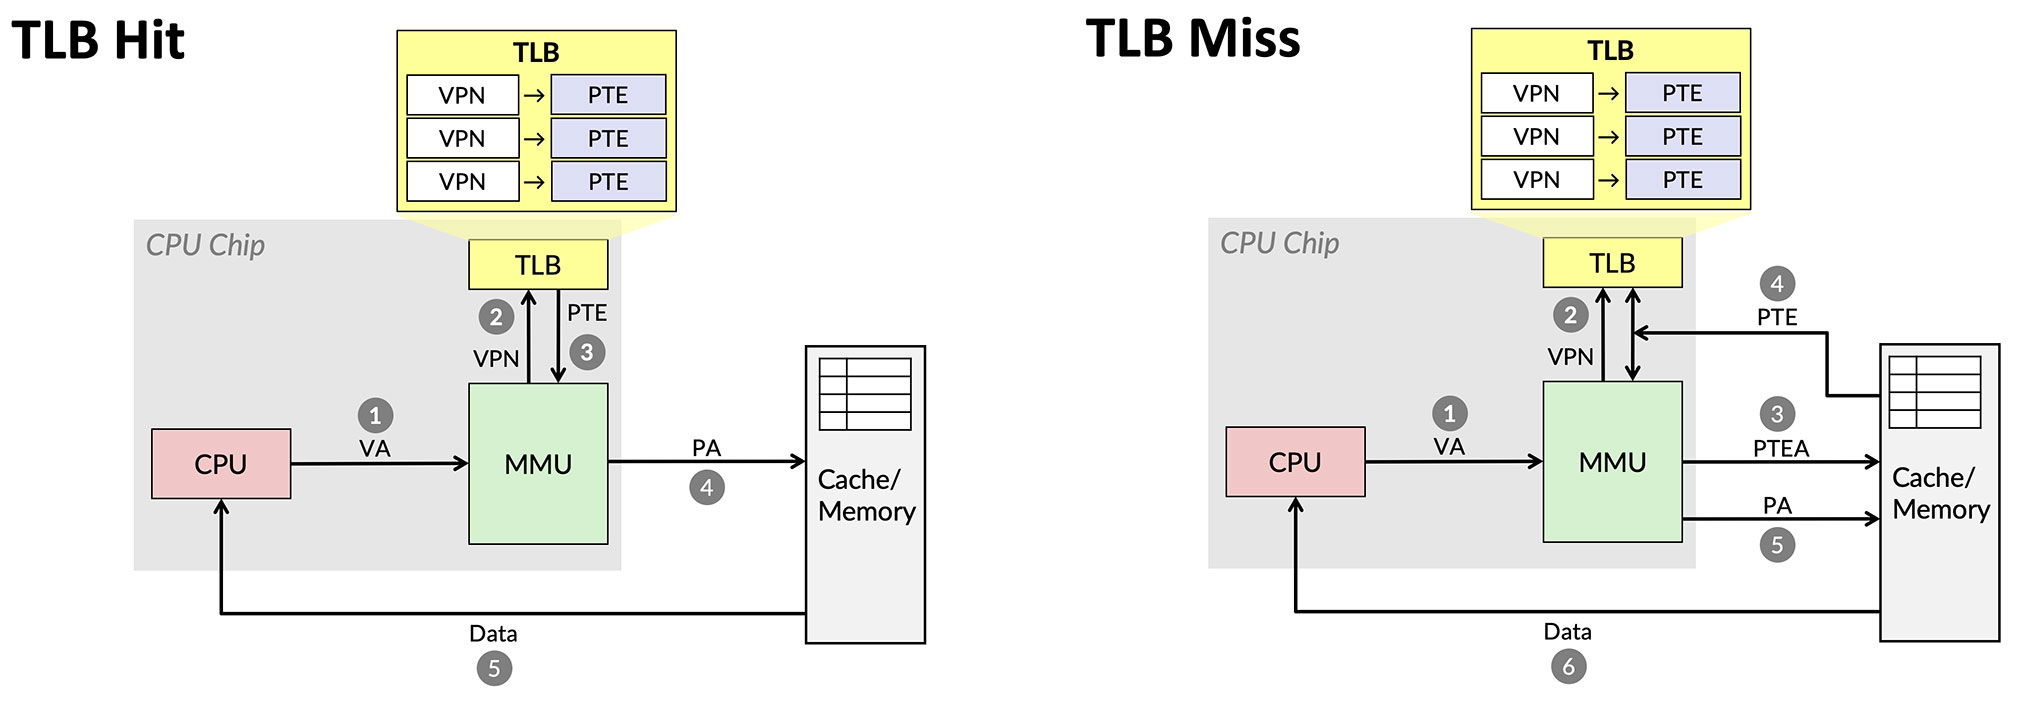 TLB Hit
TLB
VPN → PTE
VPN → PTE
VPN → PTE
CPU Chip
TLB
2
PTE
VPN
3
1
VA
CPU
MMU
PA
4
Cache/
Memory
Data
5
TLB Miss
TLB
VPN → PTE
VPN → PTE
VPN → PTE
CPU Chip
TLB
2
VPN
4
PTE
1
VA
3
PTEA
CPU
MMU
PA
5
Cache/
Memory
Data
6